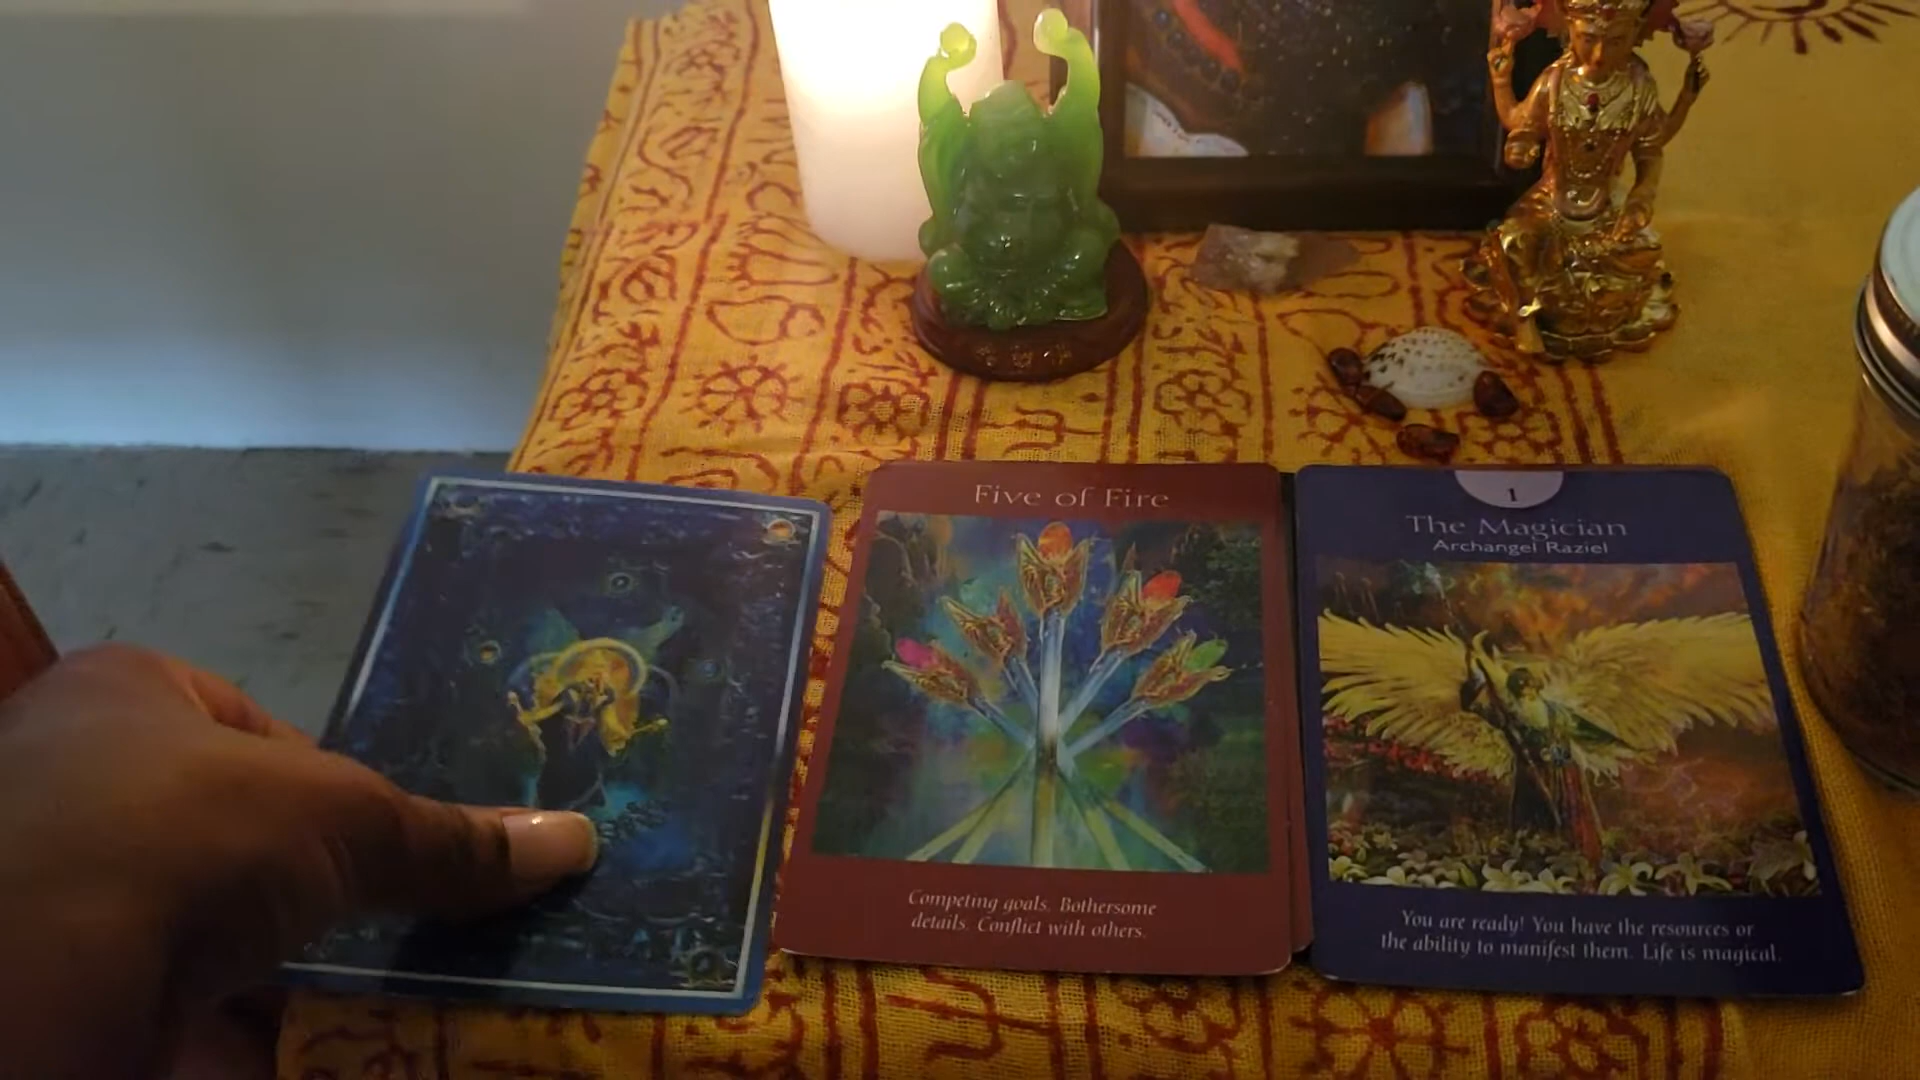 Five of Fire
Competing goals. Bothersome
details. Conflict with others.
1
The Magician
Archangel Raziel
You are ready! You have the resources or
the ability to manifest them. Life is magical.